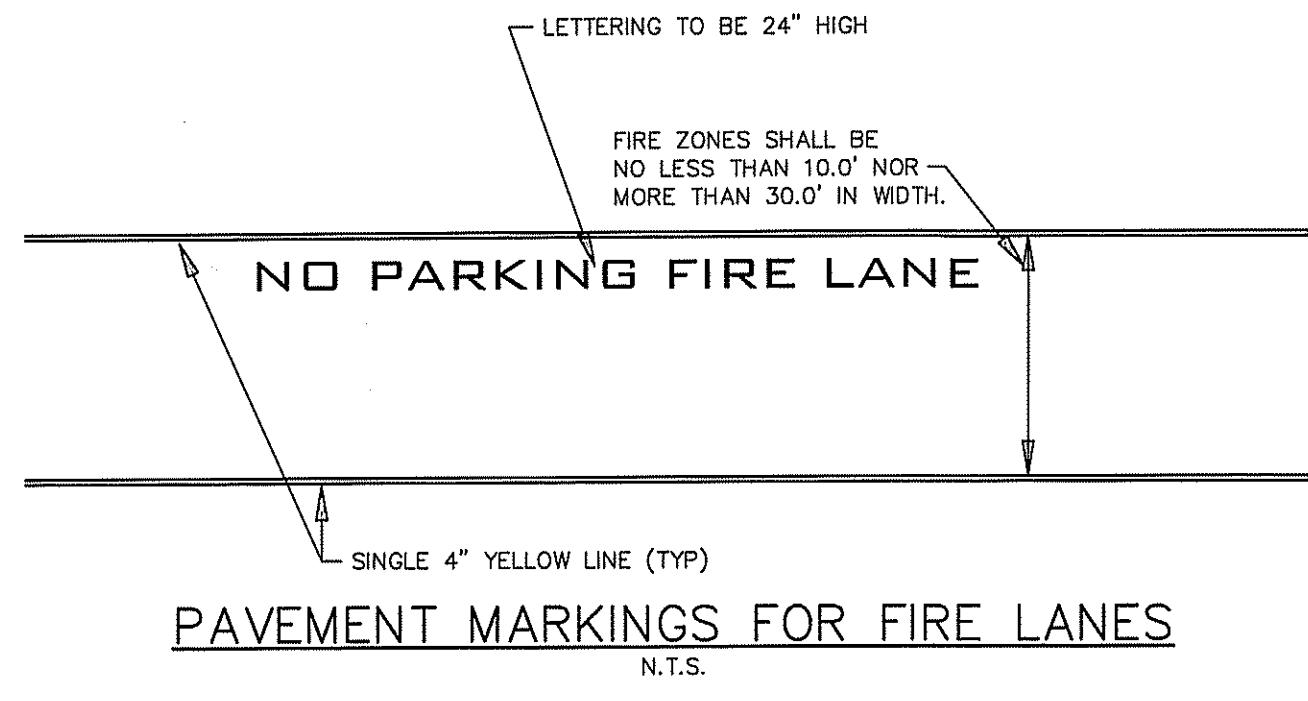 LETTERING TO BE 24" HIGH
FIRE ZONES SHALL BE
NO LESS THAN 10.0' NOR
MORE THAN 30.0' IN WIDTH.
NO PARKING FIRE LANE
SINGLE 4" YELLOW LINE (TYP)
PAVEMENT MARKINGS FOR FIRE LANES
N.T.S.